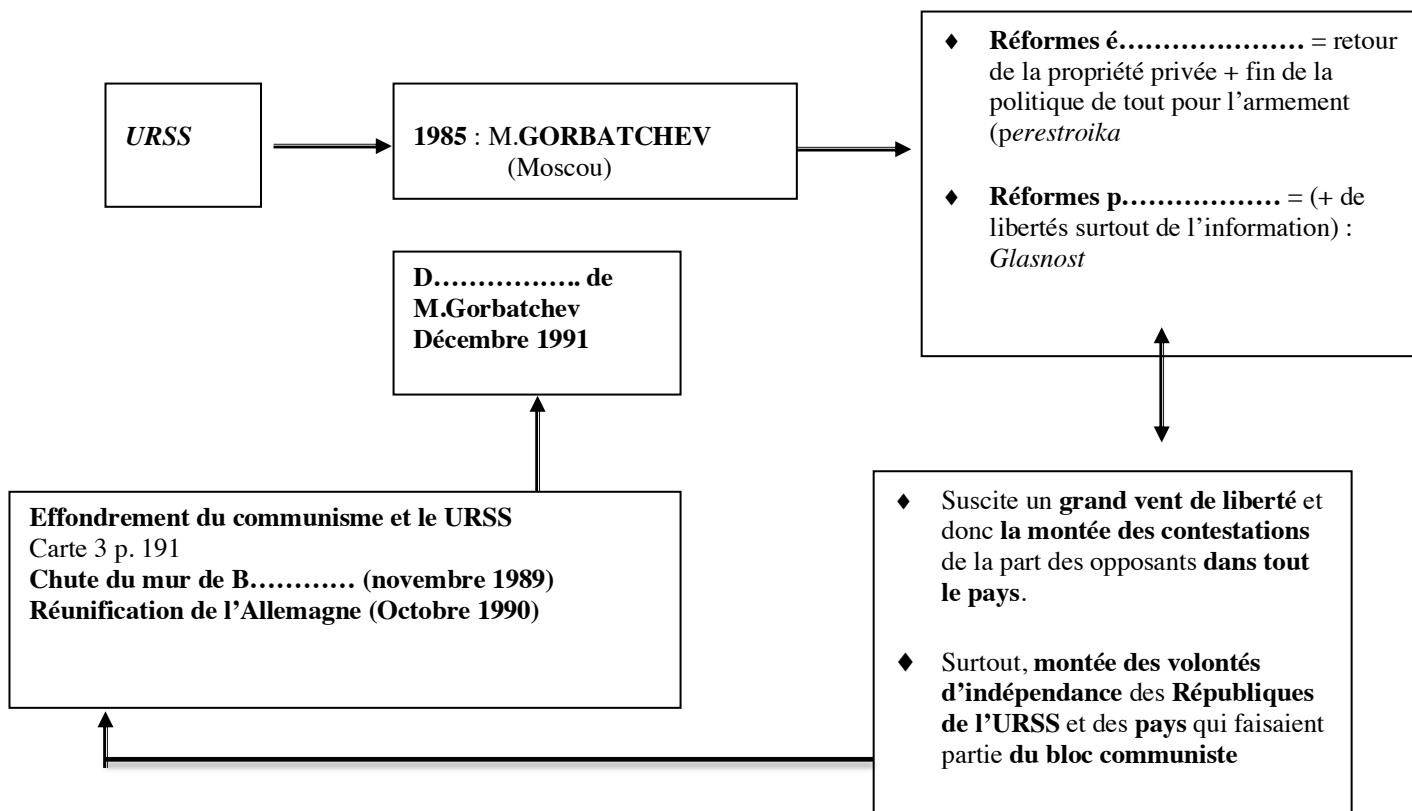 URSS
1985 : M.GORBATCHEV
(Moscou)
♦ Réformes é………………… = retour
de la propriété privée + fin de la
politique de tout pour l’armement
(perestroika
♦ Réformes p……………… = (+ de
libertés surtout de l’information) :
Glasnost
♦ Suscite un grand vent de liberté et
donc la montée des contestations
de la part des opposants dans tout
le pays.
♦ Surtout, montée des volontés
d’indépendance des Républiques
de l’URSS et des pays qui faisaient
partie du bloc communiste
Effondrement du communisme et le URSS
Carte 3 p. 191
Chute du mur de B………… (novembre 1989)
Réunification de l’Allemagne (Octobre 1990)
D…………….. de
M.Gorbatchev
Décembre 1991